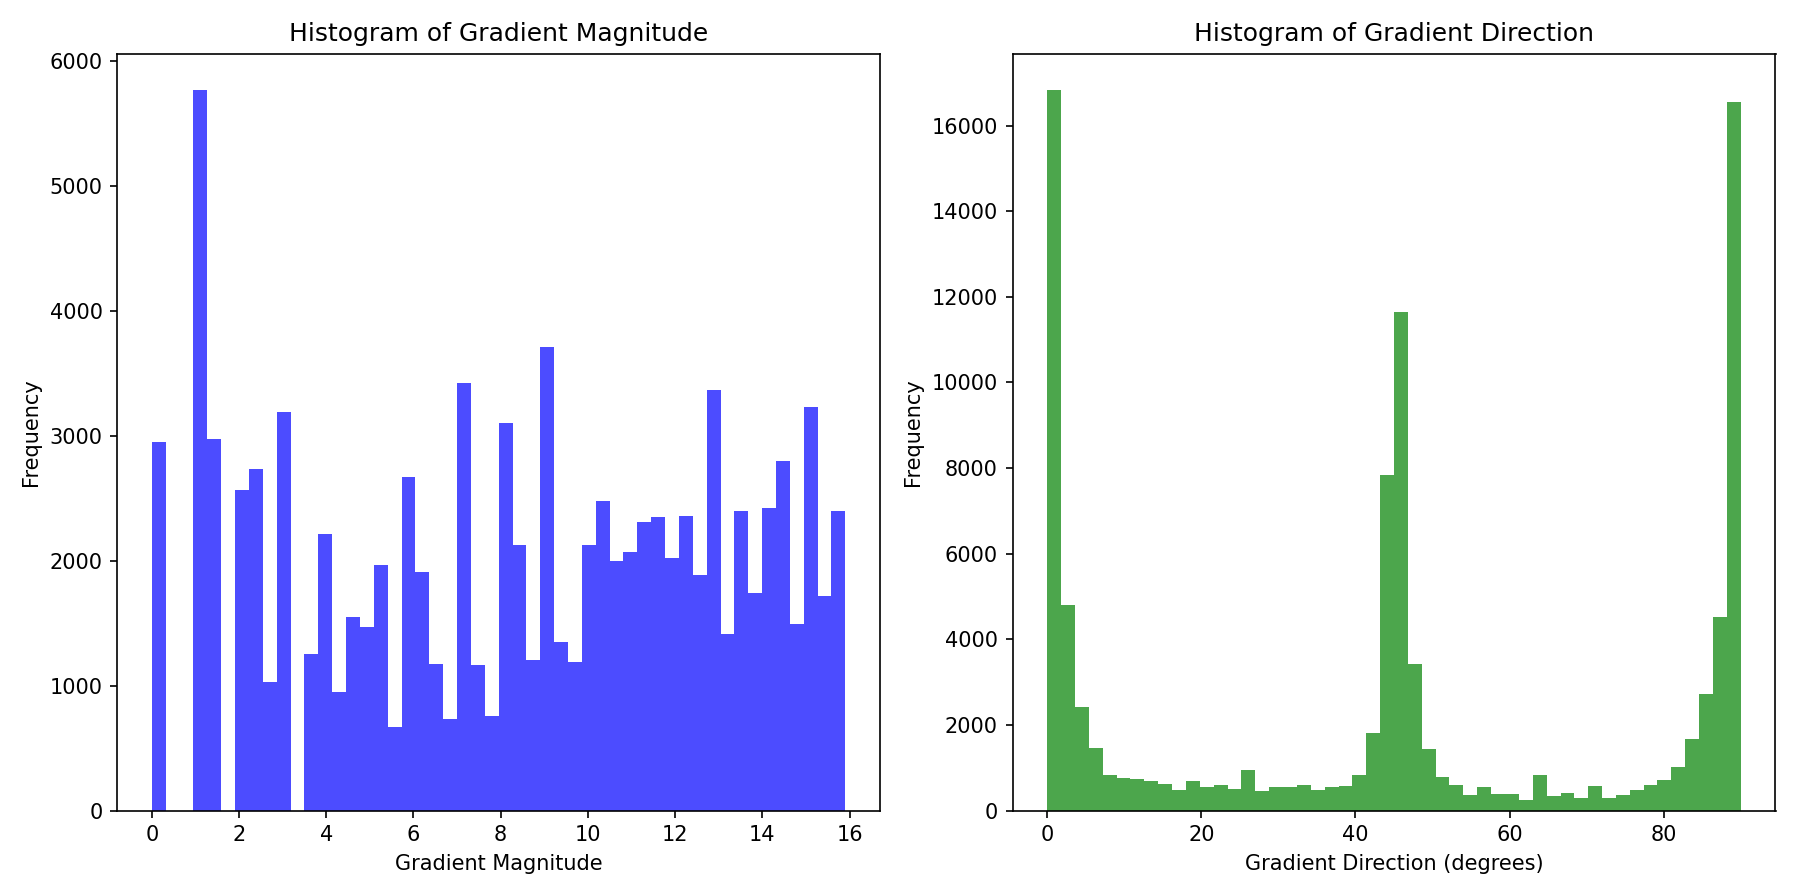 Histogram of Gradient Magnitude
6000
5000
4000
3000
2000
1000
0
Frequency
0 2 4 6 8 10 12 14 16
Gradient Magnitude
Histogram of Gradient Direction
16000
14000
12000
10000
8000
6000
4000
2000
0
Frequency
0 20 40 60 80
Gradient Direction (degrees)